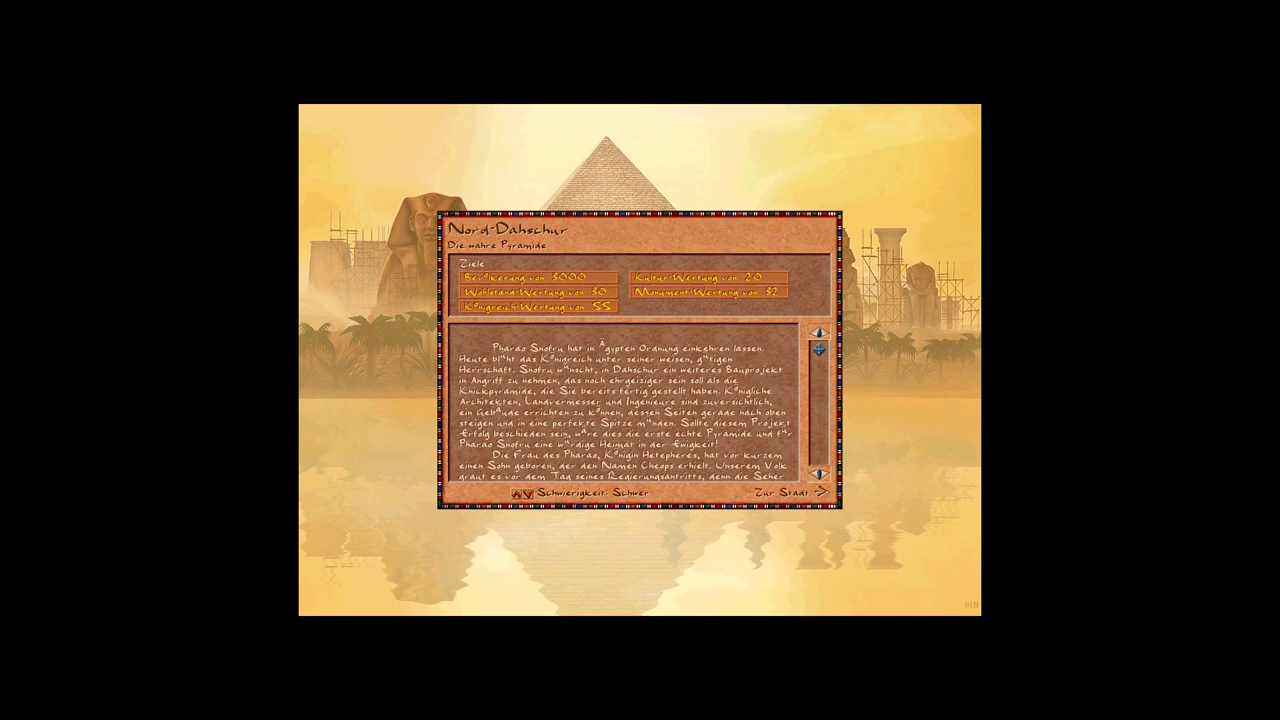 Nord-Dahschur
Die wahre Pyramide
Ziele
Bevölkerung von 3000
Kultur-Wertung von 20
Wohlstand-Wertung von 30
Monument-Wertung von 32
Königreich-Wertung von 55
Pharao Snofru hat in Ägypten Ordnung einkehren lassen.
Heute blüht das Königreich unter seiner weisen, gütigen
Herrschaft. Snofru wünscht, in Dahschur ein weiteres Bauprojekt
in Angriff zu nehmen, das noch ehrgeiziger sein soll als die
Knickpyramide, die Sie bereits fertig gestellt haben. Königliche
Architekten, Landvermesser und Ingenieure sind zuversichtlich,
ein Gebäude errichten zu können, dessen Seiten gerade nach oben
steigen und in eine perfekte Spitze münden. Sollte diesem Projekt
Erfolg beschieden sein, wäre dies die erste echte Pyramide und für
Pharao Snofru eine würdige Heimat in der Ewigkeit!
Die Frau des Pharao, Königin Hetepheres, hat vor kurzem
einen Sohn geboren, der den Namen Cheops erhielt. Unserem Volk
graut es vor dem Tag seines Regierungsantritts, denn die Seher
Schwierigkeit: Schwer
Zur Stadt